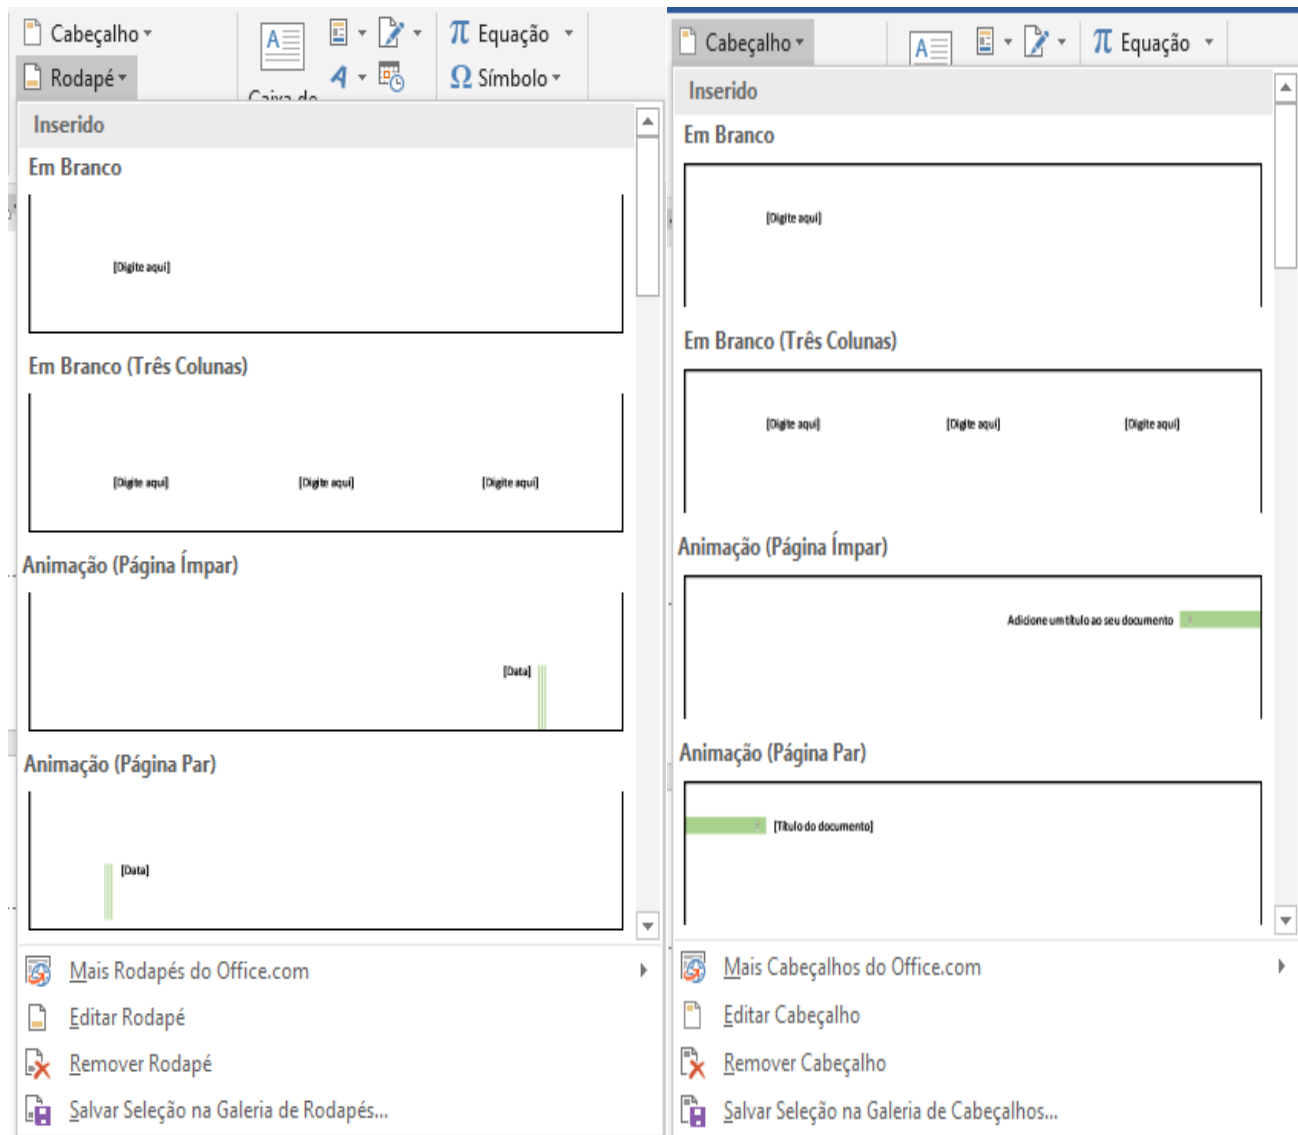 Cabeçalho
Equação
Rodapé
Símbolo
Inserido
Em Branco
[Digite aqui]
Em Branco (Três Colunas)
[Digite aqui] [Digite aqui] [Digite aqui]
Animação (Página Ímpar)
[Data]
Animação (Página Par)
[Data]
Mais Rodapés do Office.com
Editar Rodapé
Remover Rodapé
Salvar Seleção na Galeria de Rodapés...
Cabeçalho
Equação
Inserido
Em Branco
[Digite aqui]
Em Branco (Três Colunas)
[Digite aqui] [Digite aqui] [Digite aqui]
Animação (Página Ímpar)
Adicione um título ao seu documento
Animação (Página Par)
[Título do documento]
Mais Cabeçalhos do Office.com
Editar Cabeçalho
Remover Cabeçalho
Salvar Seleção na Galeria de Cabeçalhos...